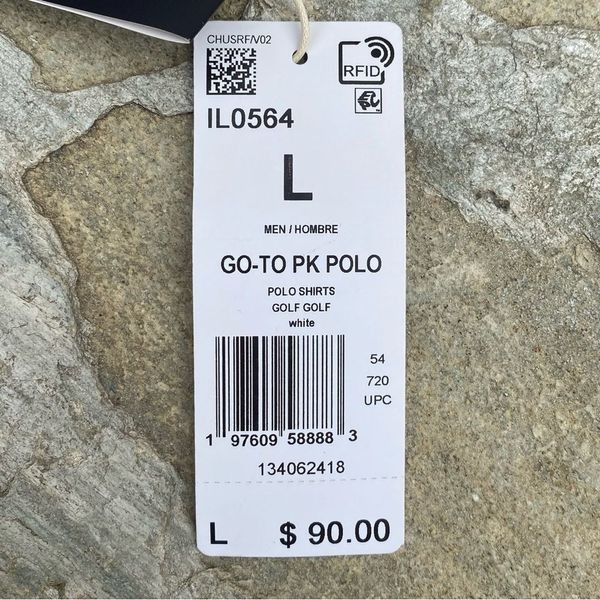 CHUSRF/V02
RFID
IL0564
L
MEN / HOMBRE
GO-TO PK POLO
POLO SHIRTS
GOLF GOLF
white
54
720
UPC
1 97609 58888 3
134062418
L $ 90.00